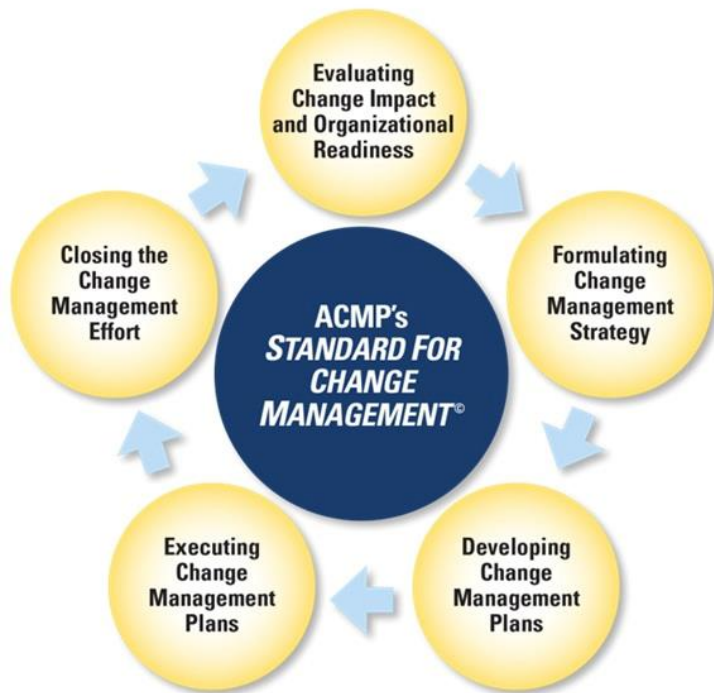 Evaluating
Change Impact
and Organizational
Readiness
Formulating
Change
Management
Strategy
Developing
Change
Management
Plans
Executing
Change
Management
Plans
Closing the
Change
Management
Effort
ACMP's
STANDARD FOR
CHANGE
MANAGEMENT©